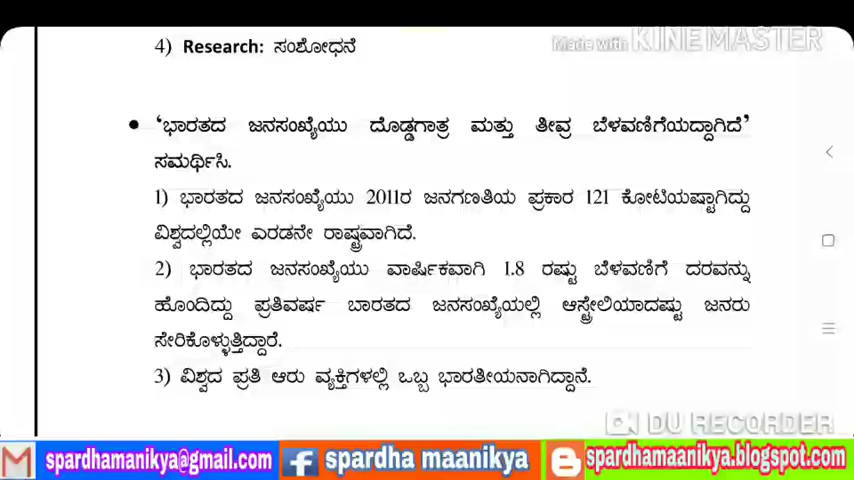 4) Research: ಸಂಶೋಧನೆ
Made with KINEMASTER
• 'ಭಾರತದ ಜನಸಂಖ್ಯೆಯು ದೊಡ್ಡಗಾತ್ರ ಮತ್ತು ತೀವ್ರ ಬೆಳವಣಿಗೆಯದ್ದಾಗಿದೆ'
ಸಮರ್ಥಿಸಿ.
1) ಭಾರತದ ಜನಸಂಖ್ಯೆಯು 2011ರ ಜನಗಣತಿಯ ಪ್ರಕಾರ 121 ಕೋಟಿಯಷ್ಟಾಗಿದ್ದು
ವಿಶ್ವದಲ್ಲಿಯೇ ಎರಡನೇ ರಾಷ್ಟ್ರವಾಗಿದೆ.
2) ಭಾರತದ ಜನಸಂಖ್ಯೆಯು ವಾರ್ಷಿಕವಾಗಿ 1.8 ರಷ್ಟು ಬೆಳವಣಿಗೆ ದರವನ್ನು
ಹೊಂದಿದ್ದು ಪ್ರತಿವರ್ಷ ಬಾರತದ ಜನಸಂಖ್ಯೆಯಲ್ಲಿ ಆಸ್ಟ್ರೇಲಿಯಾದಷ್ಟು ಜನರು
ಸೇರಿಕೊಳ್ಳುತ್ತಿದ್ದಾರೆ.
3) ವಿಶ್ವದ ಪ್ರತಿ ಆರು ವ್ಯಕ್ತಿಗಳಲ್ಲಿ ಒಬ್ಬ ಭಾರತೀಯನಾಗಿದ್ದಾನೆ.
DU RECORDER
spardhamanikya@gmail.com spardha maanikya spardhamaanikya.blogspot.com